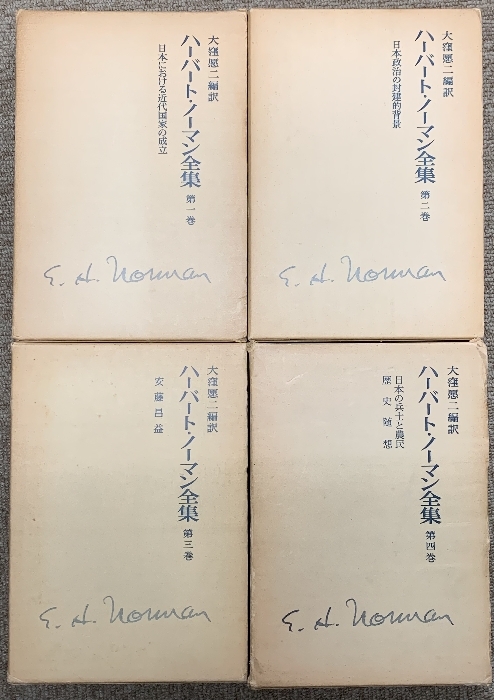 大窪愿二編訳
ハーバート・ノーマン全集 第一巻
日本における近代国家の成立
E. H. Norman
大窪愿二編訳
ハーバート・ノーマン全集 第二巻
日本政治の封建的背景
E. H. Norman
大窪愿二編訳
ハーバート・ノーマン全集 第三巻
安藤昌益
E. H. Norman
大窪愿二編訳
ハーバート・ノーマン全集 第四巻
日本の兵士と農民
歴史随想
E. H. Norman